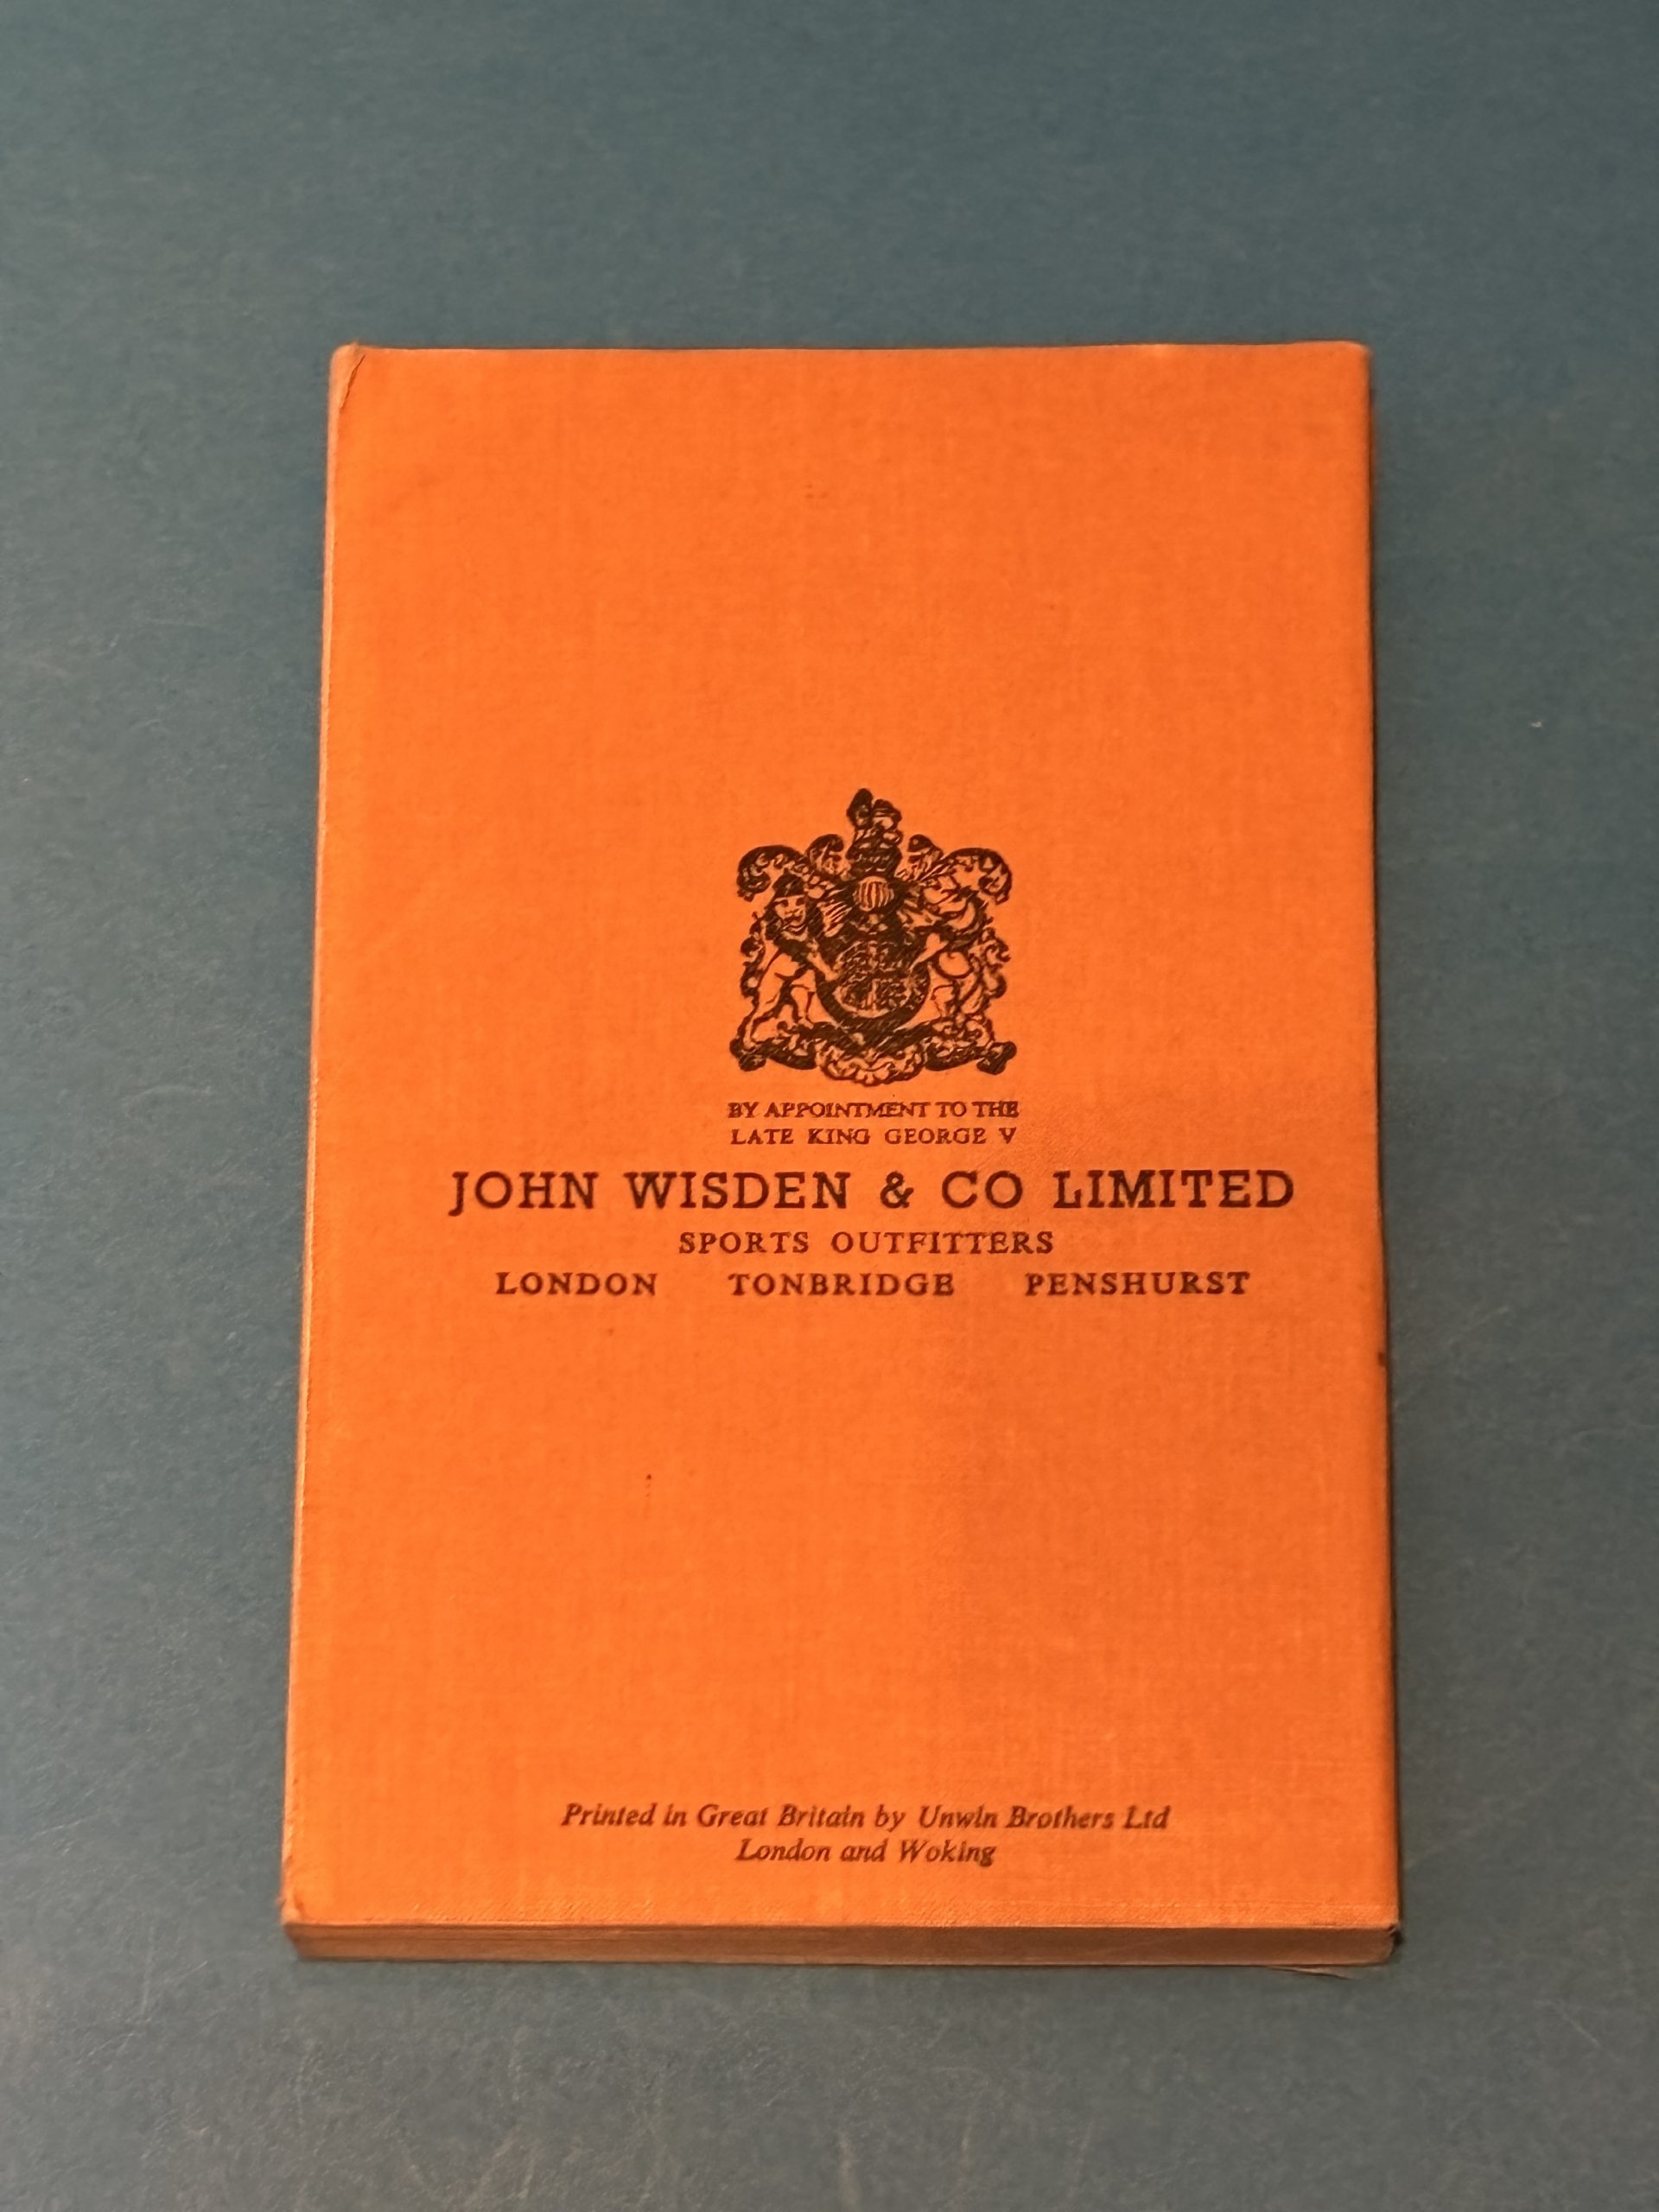 BY APPOINTMENT TO THE
LATE KING GEORGE V
JOHN WISDEN & CO LIMITED
SPORTS OUTFITTERS
LONDON TONBRIDGE PENSHURST
Printed in Great Britain by Unwin Brothers Ltd
London and Woking